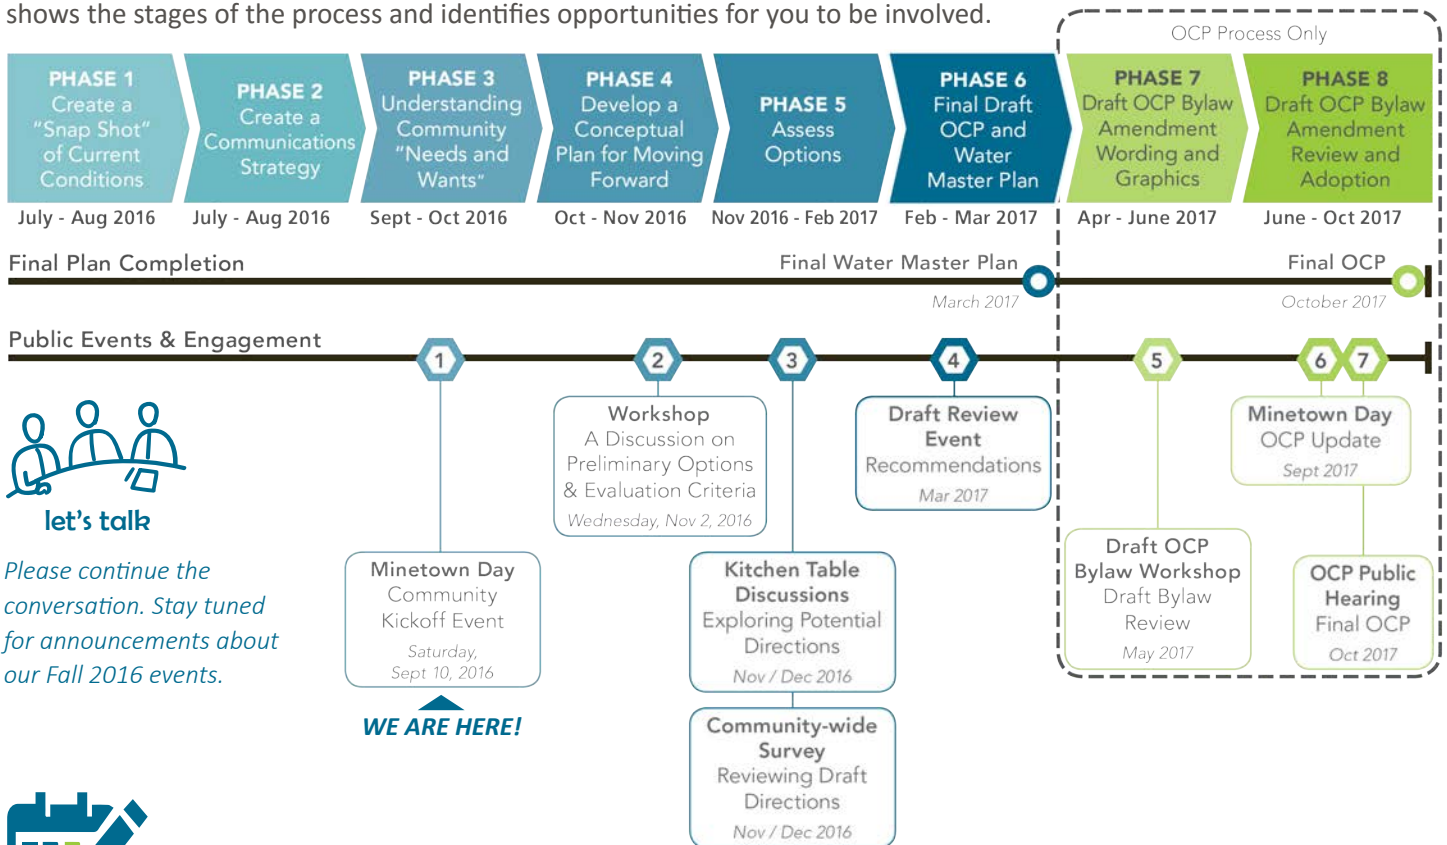 shows the stages of the process and identifies opportunities for you to be involved.
OCP Process Only
PHASE 1
Create a
"Snap Shot"
of Current
Conditions
PHASE 2
Create a
Communications
Strategy
PHASE 3
Understanding
Community
"Needs and
Wants"
PHASE 4
Develop a
Conceptual
Plan for Moving
Forward
PHASE 5
Assess
Options
PHASE 6
Final Draft
OCP and
Water
Master Plan
PHASE 7
Draft OCP Bylaw
Amendment
Wording and
Graphics
PHASE 8
Draft OCP Bylaw
Amendment
Review and
Adoption
July - Aug 2016
July - Aug 2016
Sept - Oct 2016
Oct - Nov 2016
Nov 2016 - Feb 2017
Feb - Mar 2017
Apr - June 2017
June - Oct 2017
Final Plan Completion
Final Water Master Plan
March 2017
Final OCP
October 2017
Public Events & Engagement
1
2
3
4
5
6
7
Workshop
A Discussion on
Preliminary Options
& Evaluation Criteria
Wednesday, Nov 2, 2016
Draft Review
Event
Recommendations
Mar 2017
Minetown Day
OCP Update
Sept 2017
let's talk
Please continue the
conversation. Stay tuned
for announcements about
our Fall 2016 events.
Minetown Day
Community
Kickoff Event
Saturday,
Sept 10, 2016
WE ARE HERE!
Kitchen Table
Discussions
Exploring Potential
Directions
Nov / Dec 2016
Community-wide
Survey
Reviewing Draft
Directions
Nov / Dec 2016
Draft OCP
Bylaw Workshop
Draft Bylaw
Review
May 2017
OCP Public
Hearing
Final OCP
Oct 2017